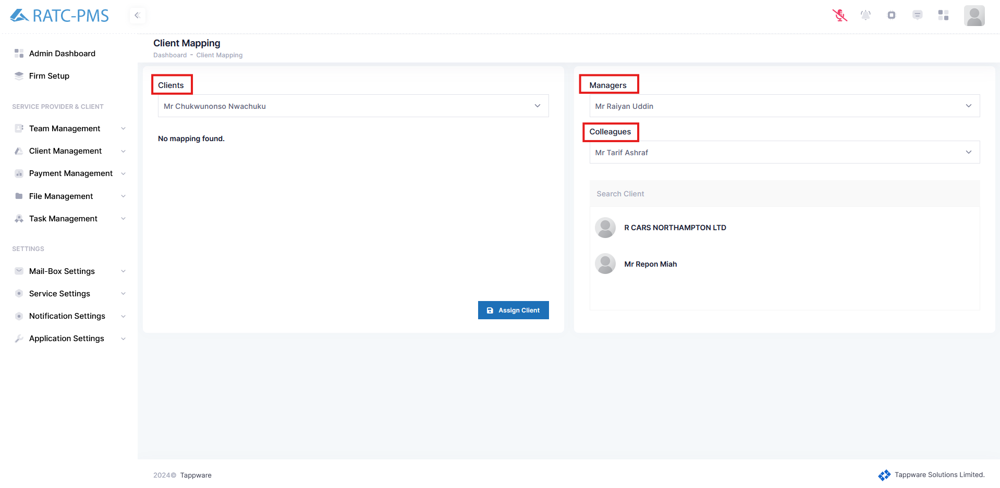 RATC-PMS
Admin Dashboard
Firm Setup
SERVICE PROVIDER & CLIENT
Team Management
Client Management
Payment Management
File Management
Task Management
SETTINGS
Mail-Box Settings
Service Settings
Notification Settings
Application Settings
Client Mapping
Dashboard - Client Mapping
Clients
Mr Chukwunonso Nwachuku
No mapping found.
Assign Client
Managers
Mr Raiyan Uddin
Colleagues
Mr Tarif Ashraf
Search Client
R CARS NORTHAMPTON LTD
Mr Repon Miah
2024© Tappware
Tappware Solutions Limited.